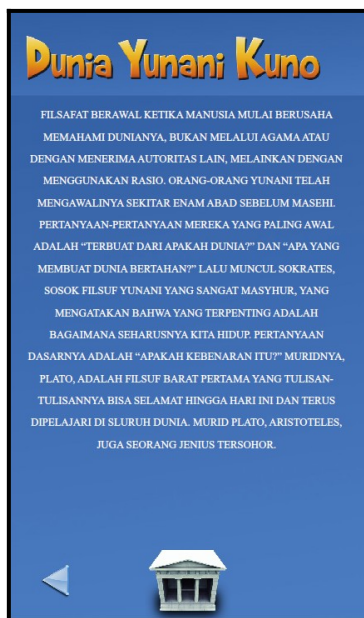 Dunia Yunani Kuno
FILSAFAT BERAWAL KETIKA MANUSIA MULAI BERUSAHA
MEMAHAMI DUNIANYA, BUKAN MELALUI AGAMA ATAU
DENGAN MENERIMA AUTORITAS LAIN, MELAINKAN DENGAN
MENGGUNAKAN RASIO. ORANG-ORANG YUNANI TELAH
MENGAWALINYA SEKITAR ENAM ABAD SEBELUM MASEHI.
PERTANYAAN-PERTANYAAN MEREKA YANG PALING AWAL
ADALAH “TERBUAT DARI APAKAH DUNIA?” DAN “APA YANG
MEMBUAT DUNIA BERTAHAN?” LALU MUNCUL SOKRATES,
SOSOK FILSUF YUNANI YANG SANGAT MASYHUR, YANG
MENGATAKAN BAHWA YANG TERPENTING ADALAH
BAGAIMANA SEHARUSNYA KITA HIDUP. PERTANYAAN
DASARNYA ADALAH “APAKAH KEBENARAN ITU?” MURIDNYA,
PLATO, ADALAH FILSUF BARAT PERTAMA YANG TULISAN-
TULISANNYA BISA SELAMAT HINGGA HARI INI DAN TERUS
DIPELAJARI DI SLURUH DUNIA. MURID PLATO, ARISTOTELES,
JUGA SEORANG JENIUS TERSOHOR.